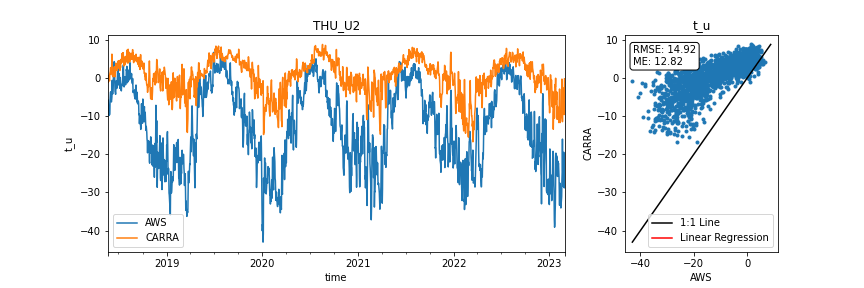 THU_U2
t_u
10
0
−10
−20
−30
−40
t_u
AWS
CARRA
2019
2020
2021
2022
2023
time
t_u
RMSE: 14.92
ME: 12.82
10
0
−10
−20
−30
−40
CARRA
1:1 Line
Linear Regression
−40
−20
0
AWS